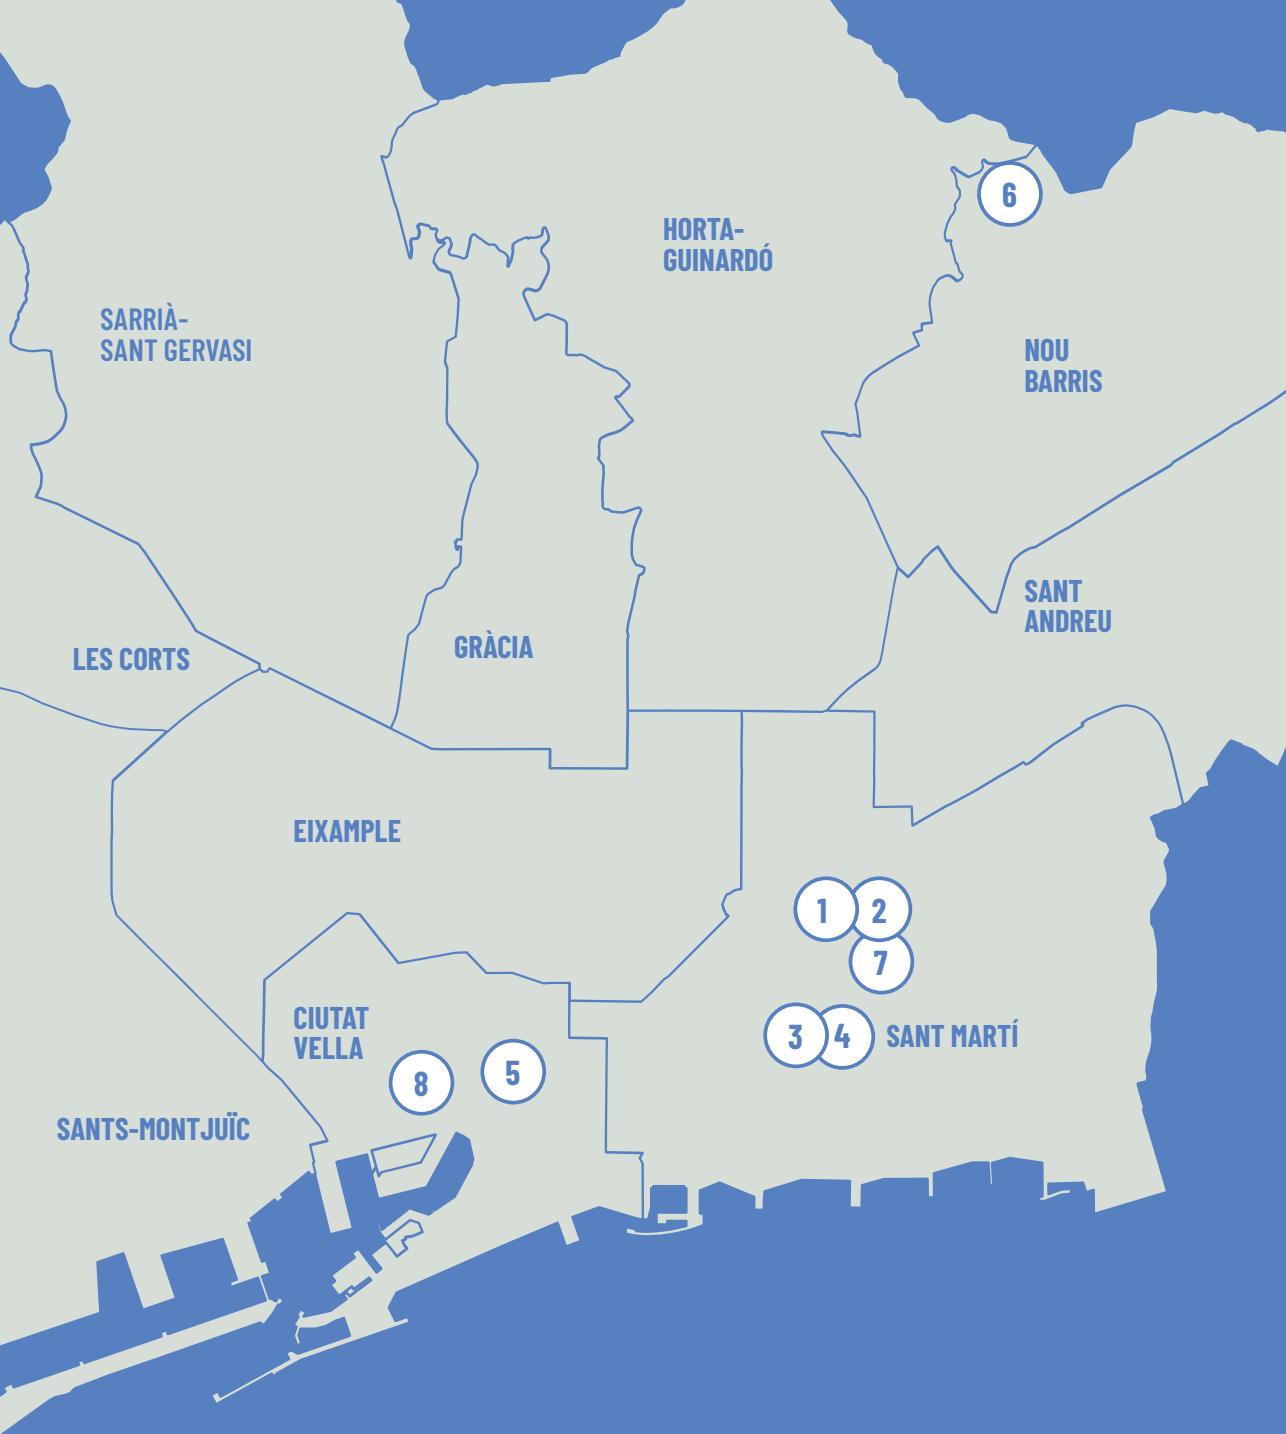 6
HORTA-
GUINARDÓ
SARRIÀ-
SANT GERVASI
NOU
BARRIS
SANT
ANDREU
GRÀCIA
LES CORTS
EIXAMPLE
1
2
7
CIUTAT
VELLA
3
4
SANT MARTÍ
8
5
SANTS-MONTJUÏC